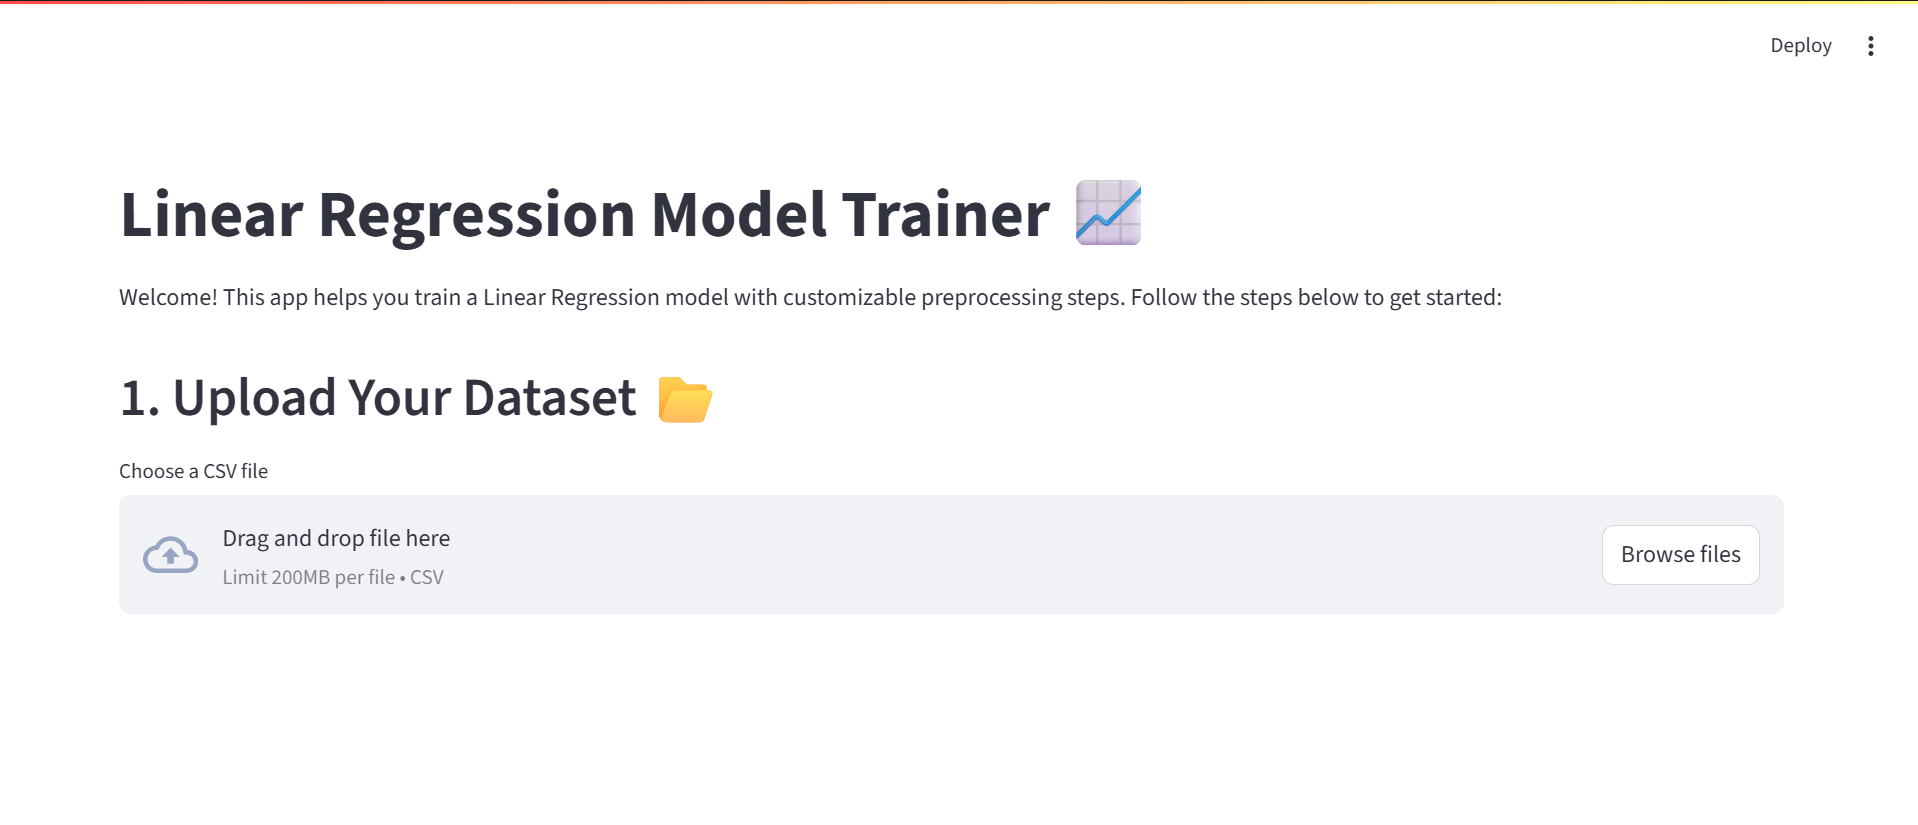 Deploy
Linear Regression Model Trainer
Welcome! This app helps you train a Linear Regression model with customizable preprocessing steps. Follow the steps below to get started:
1. Upload Your Dataset
Choose a CSV file
Drag and drop file here
Limit 200MB per file • CSV
Browse files